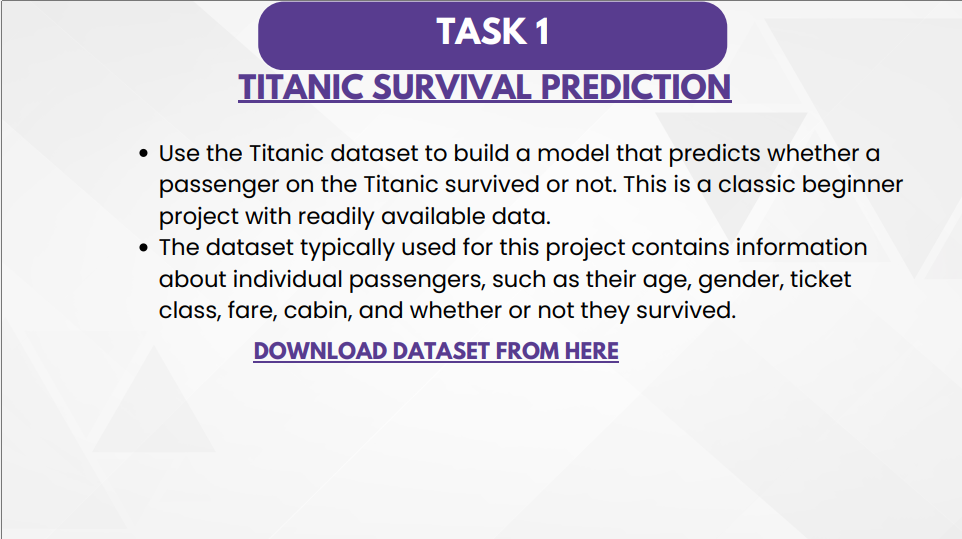 TASK 1
TITANIC SURVIVAL PREDICTION
• Use the Titanic dataset to build a model that predicts whether a
passenger on the Titanic survived or not. This is a classic beginner
project with readily available data.
• The dataset typically used for this project contains information
about individual passengers, such as their age, gender, ticket
class, fare, cabin, and whether or not they survived.
DOWNLOAD DATASET FROM HERE